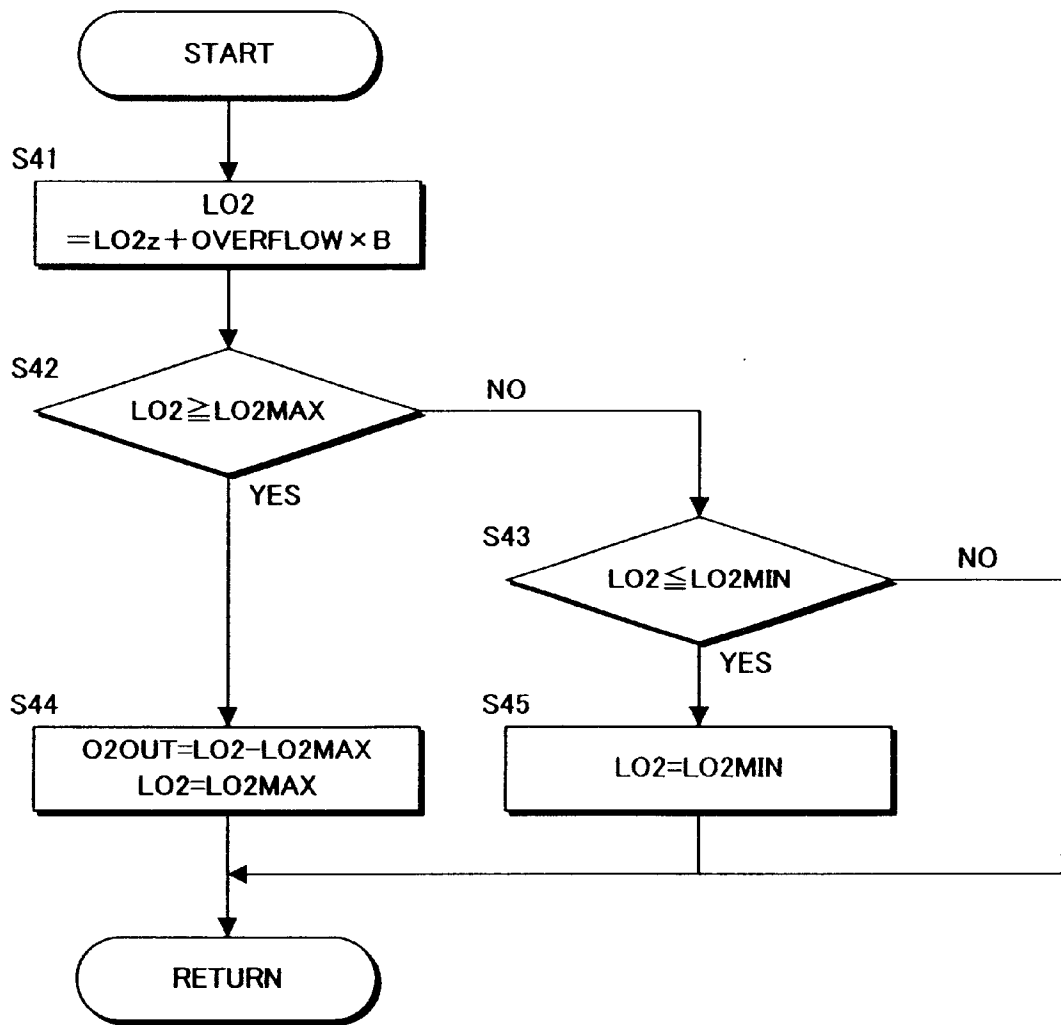 START
S41
LO2
=LO2z+OVERFLOW×B
S42
LO2≧LO2MAX
NO
YES
S43
LO2≦LO2MIN
NO
YES
S44
O2OUT=LO2-LO2MAX
LO2=LO2MAX
S45
LO2=LO2MIN
RETURN